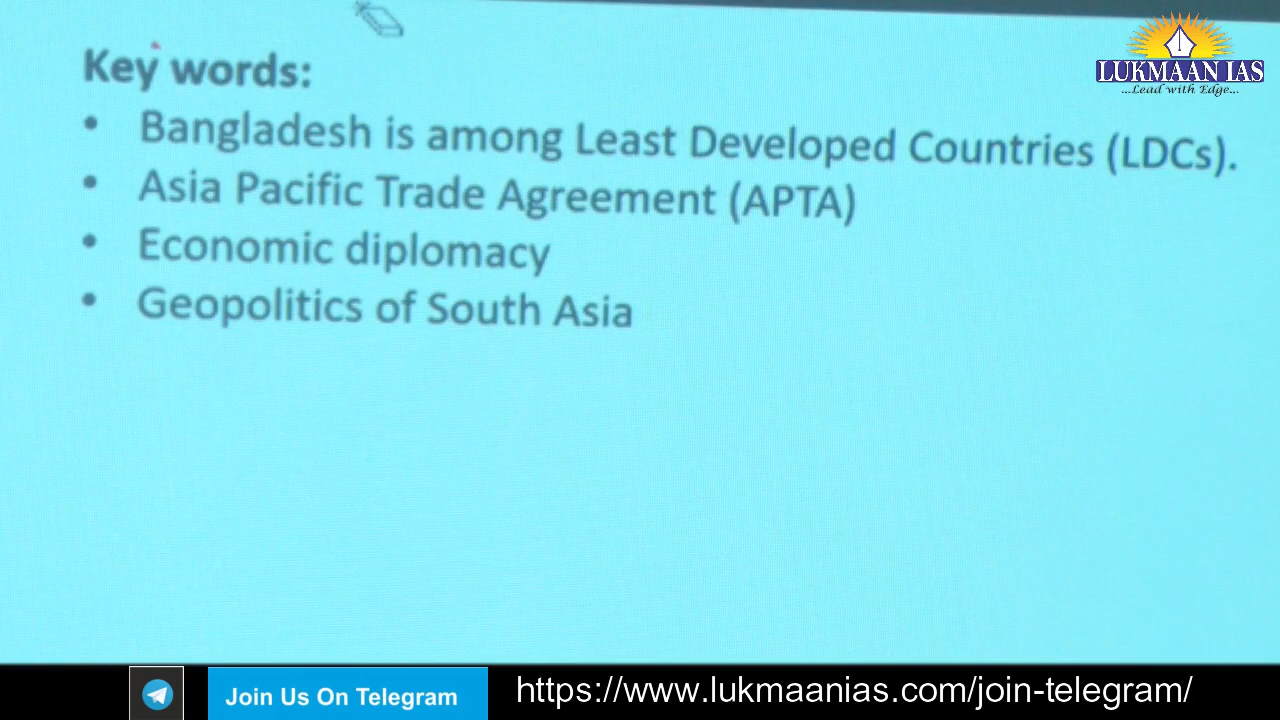 LUKMAAN IAS
...Lead with Edge...
Key words:
• Bangladesh is among Least Developed Countries (LDCs).
• Asia Pacific Trade Agreement (APTA)
• Economic diplomacy
• Geopolitics of South Asia
Join Us On Telegram
https://www.lukmaanias.com/join-telegram/